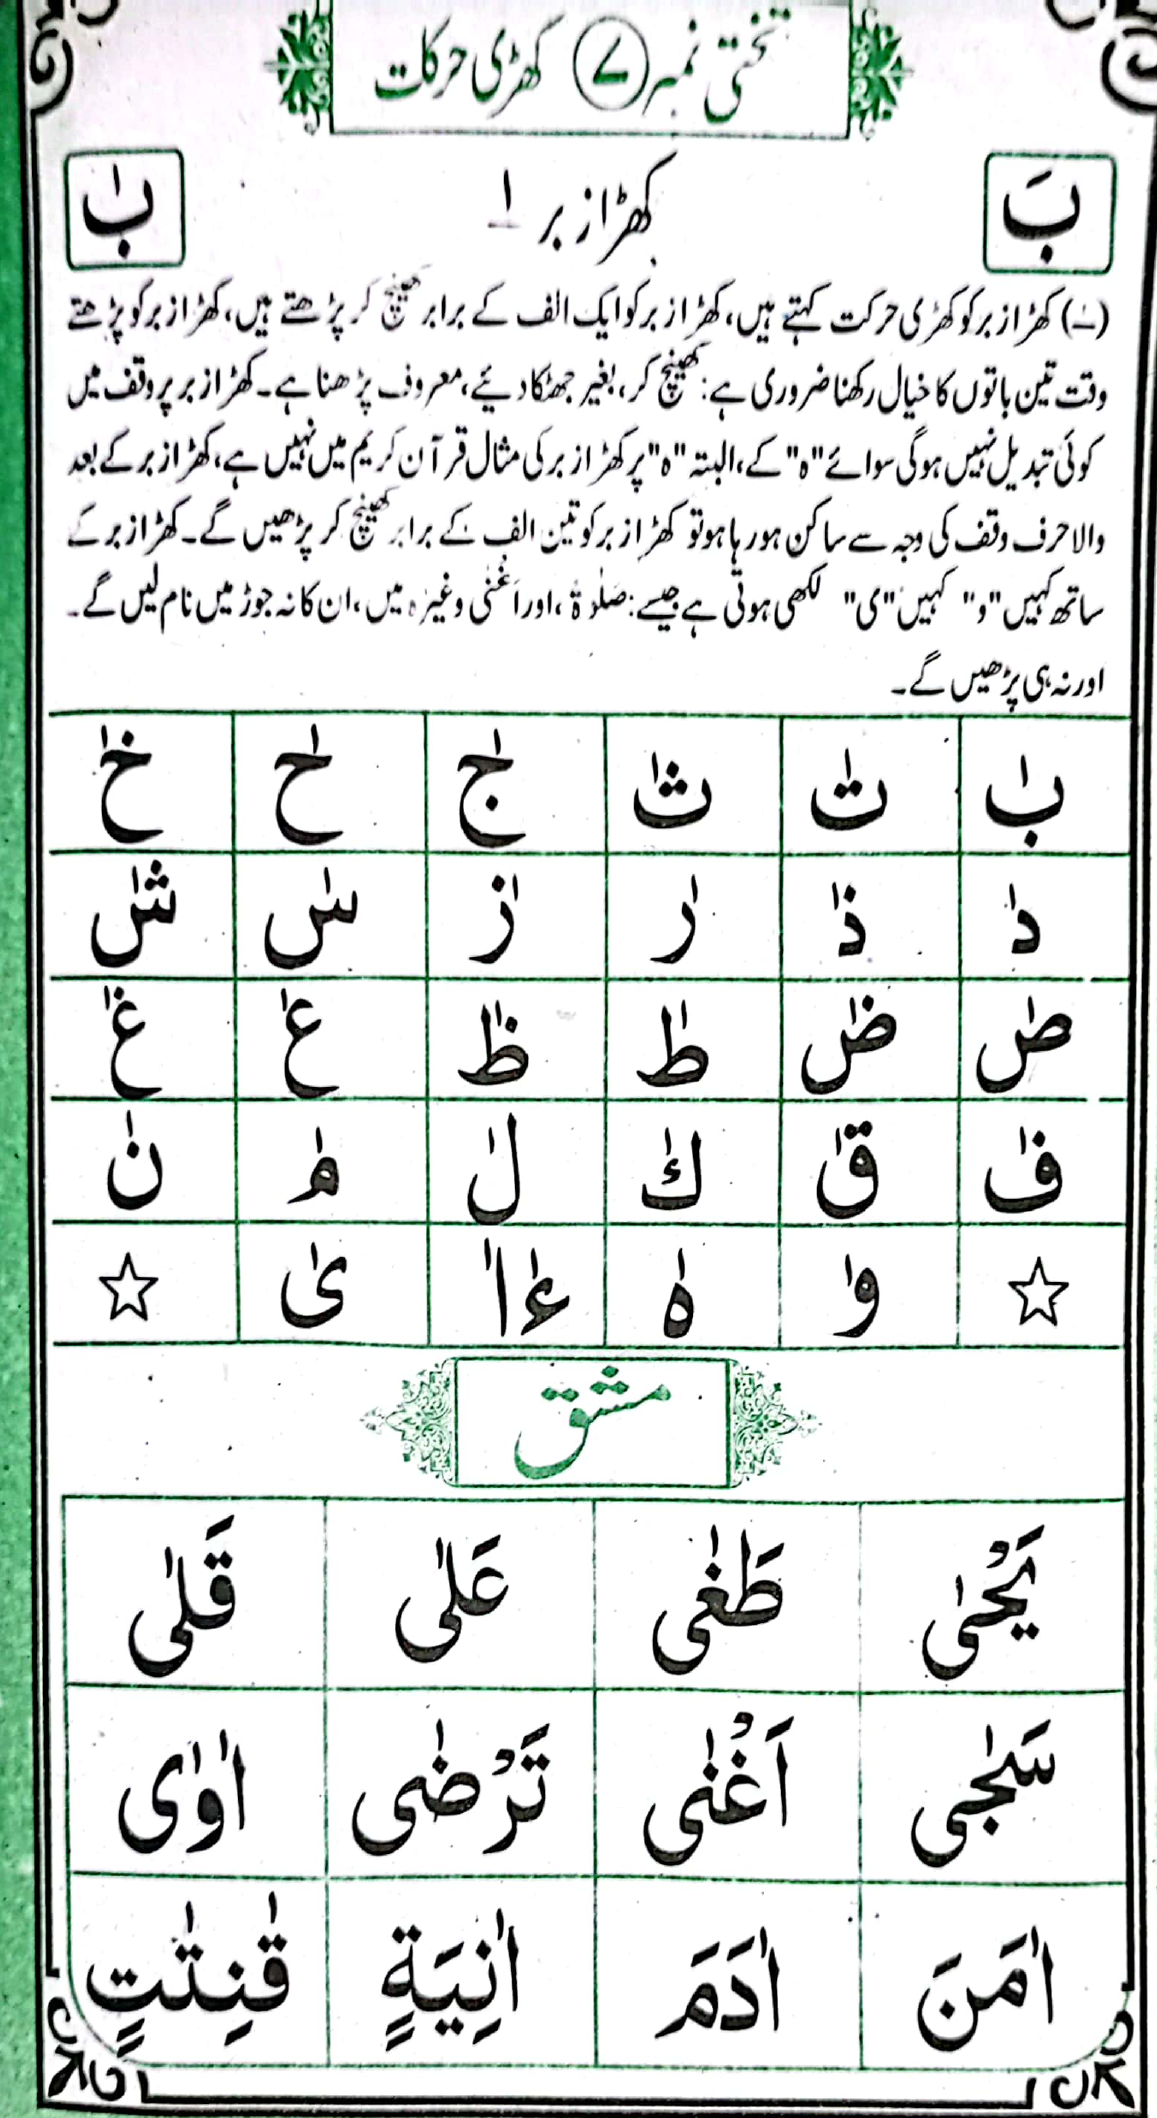 تختی نمبر ۷ کھڑی حرکات
بَ کھڑا زبر ـٰ بٰ
(ـٰ) کھڑا زبر کو کھڑی حرکت کہتے ہیں، کھڑا زبر کو ایک الف کے برابر کھینچ کر پڑھتے ہیں، کھڑا زبر کو پڑھتے
وقت تین باتوں کا خیال رکھنا ضروری ہے: کھینچ کر، بغیر جھٹکا دیئے، معروف پڑھنا ہے۔ کھڑا زبر پر وقف میں
کوئی تبدیل نہیں ہوگی سوائے "ہ" کے، البتہ "ہ" پر کھڑا زبر کی مثال قرآن کریم میں نہیں ہے، کھڑا زبر کے بعد
والا حرف وقف کی وجہ سے ساکن ہورہا ہو تو کھڑا زبر کو تین الف کے برابر کھینچ کر پڑھیں گے۔ کھڑا زبر کے
ساتھ کہیں "و" کہیں "ی" لکھی ہوتی ہے جیسے: صَلٰوۃٌ، اور اَغْنٰی وغیرہ میں، ان کا نہ جوڑ میں نام لیں گے۔
اور نہ ہی پڑھیں گے۔
بٰ تٰ ثٰ جٰ حٰ خٰ
دٰ ذٰ رٰ زٰ سٰ شٰ
صٰ ضٰ طٰ ظٰ عٰ غٰ
فٰ قٰ كٰ لٰ مٰ نٰ
☆ وٰ ہٰ ءٰ اٰ یٰ ☆
مشق
یَحْیٰ طَغٰی عَلٰی قَلٰی
سَجٰی اَغْنٰی تَرْضٰی اٰوٰی
اٰمَنَ اٰدَمَ اٰنِیَةٍ قٰنِتٰتٍ